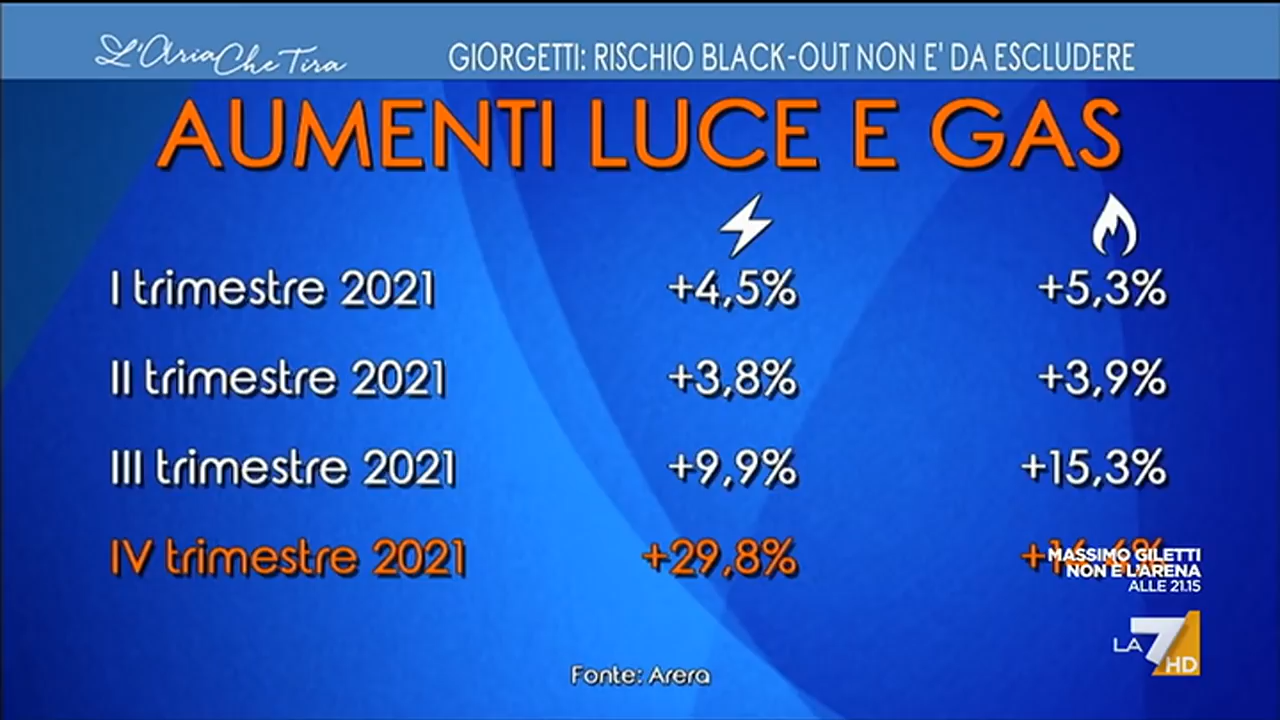 L'Aria Che Tira
GIORGETTI: RISCHIO BLACK-OUT NON E' DA ESCLUDERE
AUMENTI LUCE E GAS
I trimestre 2021 +4,5% +5,3%
II trimestre 2021 +3,8% +3,9%
III trimestre 2021 +9,9% +15,3%
IV trimestre 2021 +29,8%
MASSIMO GILETTI
NON È L'ARENA
ALLE 21.15
LA 7 HD
Fonte: Arera